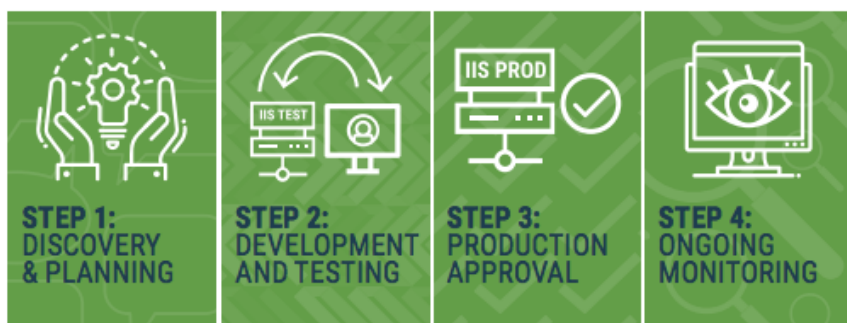 IIS TEST
IIS PROD
STEP 1:
DISCOVERY
& PLANNING
STEP 2:
DEVELOPMENT
AND TESTING
STEP 3:
PRODUCTION
APPROVAL
STEP 4:
ONGOING
MONITORING